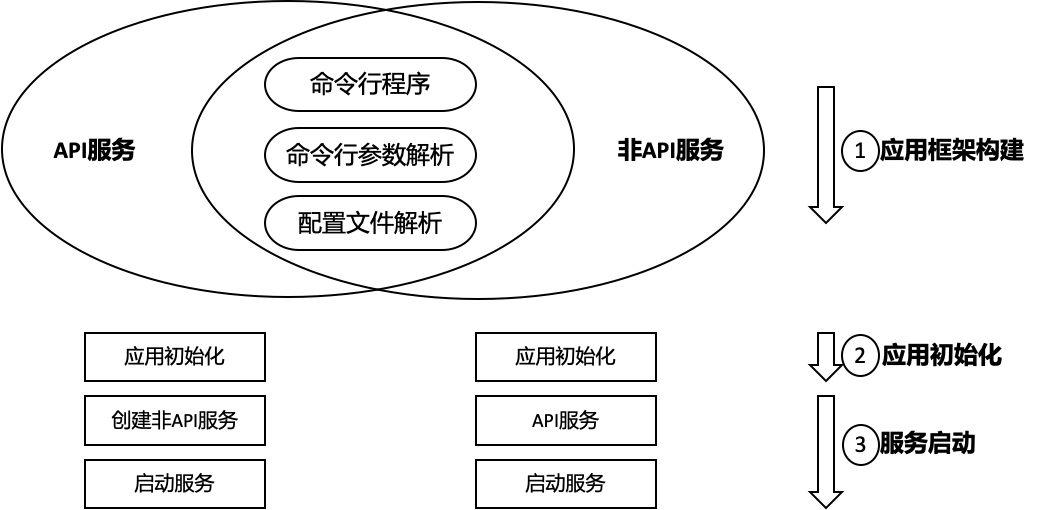 命令行程序
API服务
命令行参数解析
非API服务
1
应用框架构建
配置文件解析
应用初始化
应用初始化
2
应用初始化
创建非API服务
API服务
3
服务启动
启动服务
启动服务